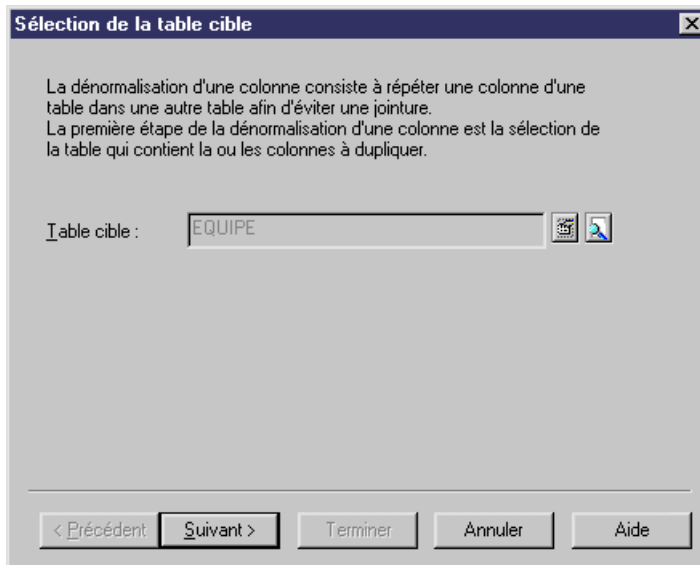 Sélection de la table cible
La dénormalisation d'une colonne consiste à répéter une colonne d'une
table dans une autre table afin d'éviter une jointure.
La première étape de la dénormalisation d'une colonne est la sélection de
la table qui contient la ou les colonnes à dupliquer.
Table cible :
EQUIPE
< Précédent
Suivant >
Terminer
Annuler
Aide